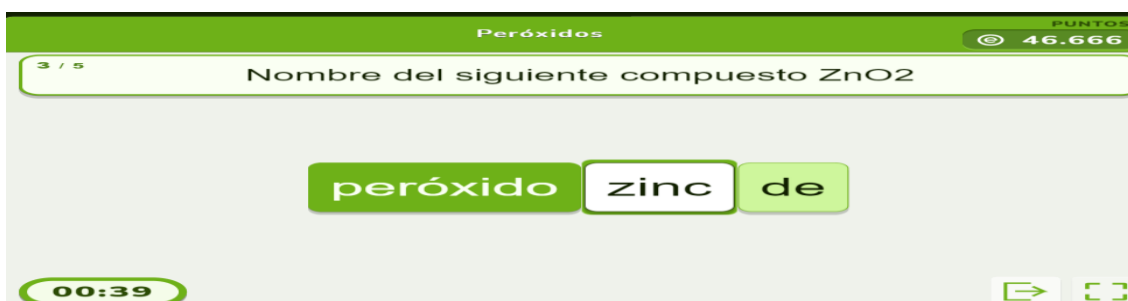 Peróxidos
PUNTOS
46.666
3 / 5
Nombre del siguiente compuesto ZnO2
peróxido zinc de
00:39